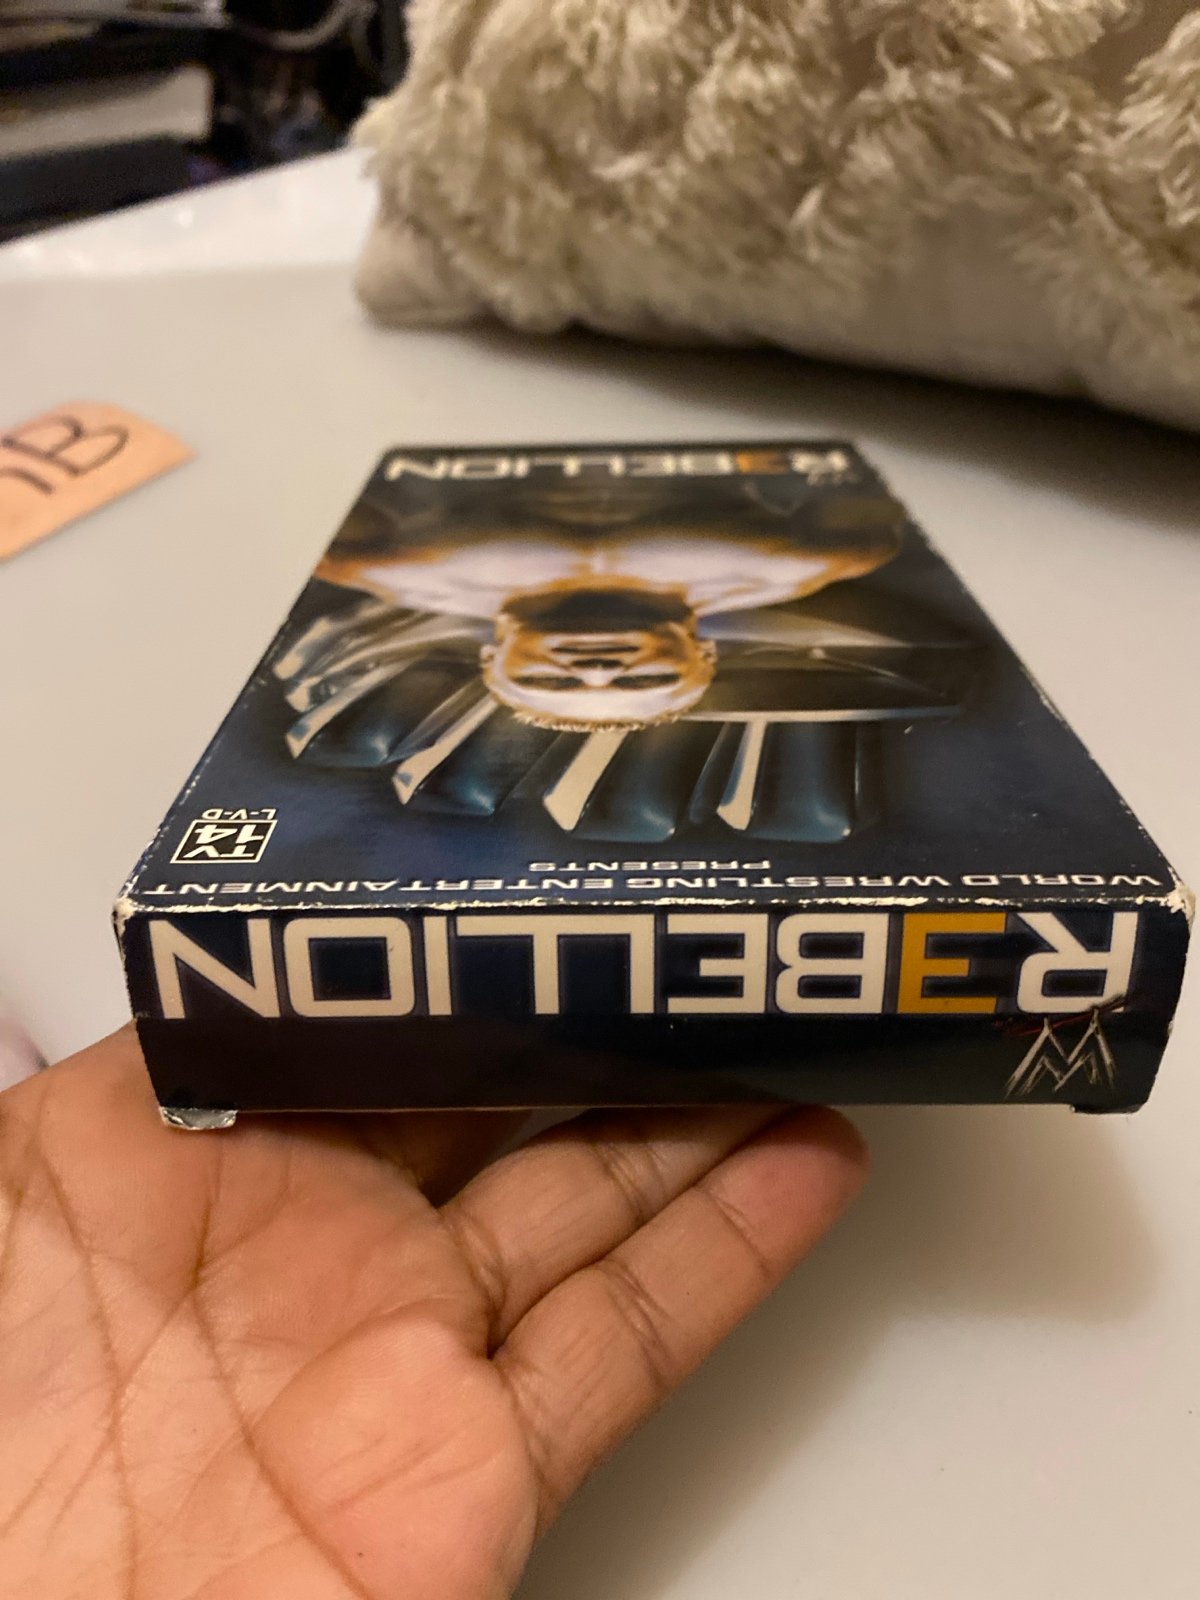 WORLD WRESTLING ENTERTAINMENT
PRESENTS
TV
14
L-V-D
REBELLION
REBELLION
W
B